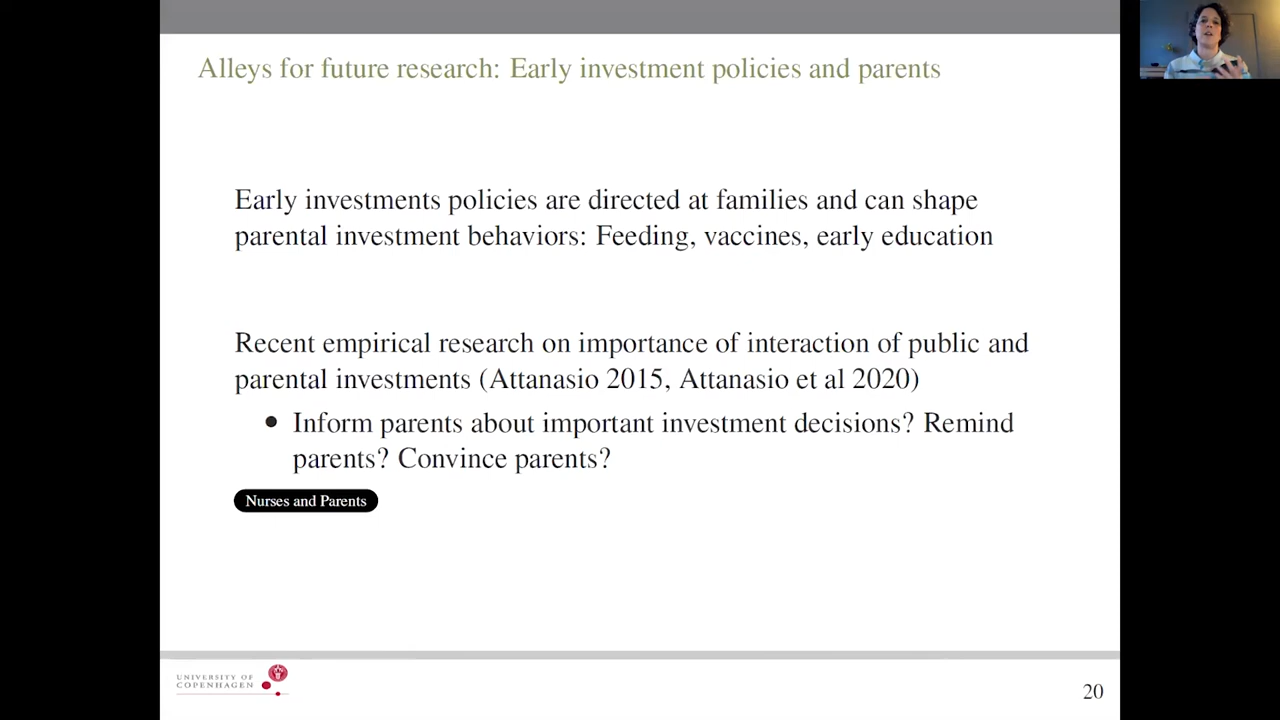 Alleys for future research: Early investment policies and parents
Early investments policies are directed at families and can shape
parental investment behaviors: Feeding, vaccines, early education
Recent empirical research on importance of interaction of public and
parental investments (Attanasio 2015, Attanasio et al 2020)
• Inform parents about important investment decisions? Remind
parents? Convince parents?
Nurses and Parents
UNIVERSITY OF
COPENHAGEN
20